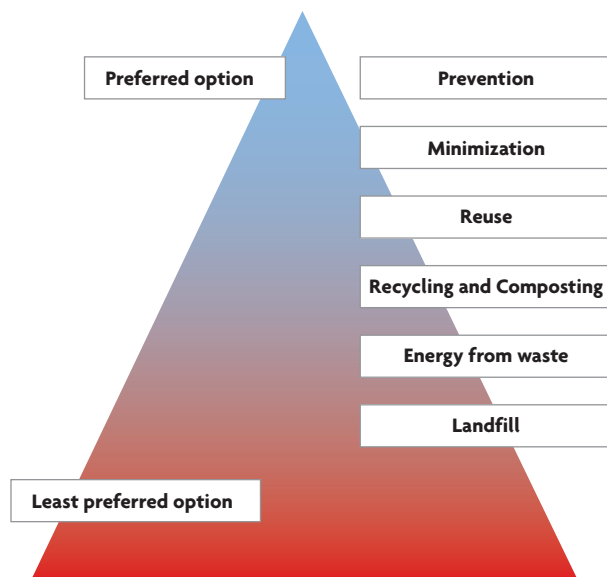 Preferred option
Prevention
Minimization
Reuse
Recycling and Composting
Energy from waste
Landfill
Least preferred option